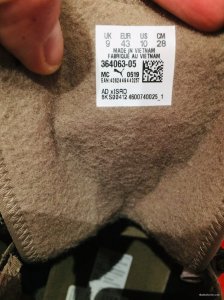 UK EUR US CM
9 43 10 28
MADE IN VIETNAM
FABRIQUÉ AU VIETNAM
364063-05
MC 0519
AD xISRD